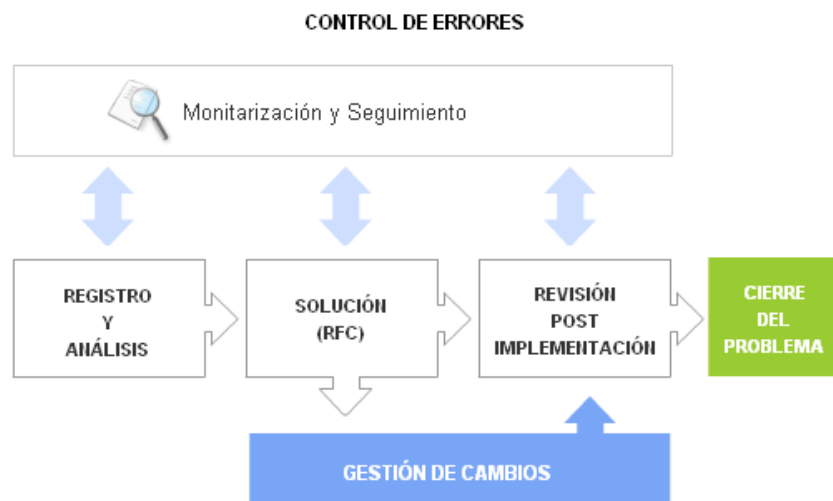 CONTROL DE ERRORES
Monitarización y Seguimiento
REGISTRO
Y
ANÁLISIS
SOLUCIÓN
(RFC)
REVISIÓN
POST
IMPLEMENTACIÓN
CIERRE
DEL
PROBLEMA
GESTIÓN DE CAMBIOS